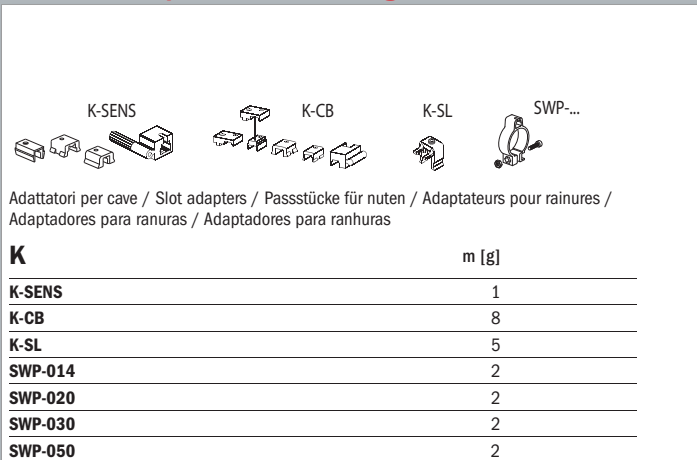 K-SENS
K-CB
K-SL
SWP-...
Adattatori per cave / Slot adapters / Passstücke für nuten / Adaptateurs pour rainures /
Adaptadores para ranuras / Adaptadores para ranhuras
K m [g]
K-SENS 1
K-CB 8
K-SL 5
SWP-014 2
SWP-020 2
SWP-030 2
SWP-050 2